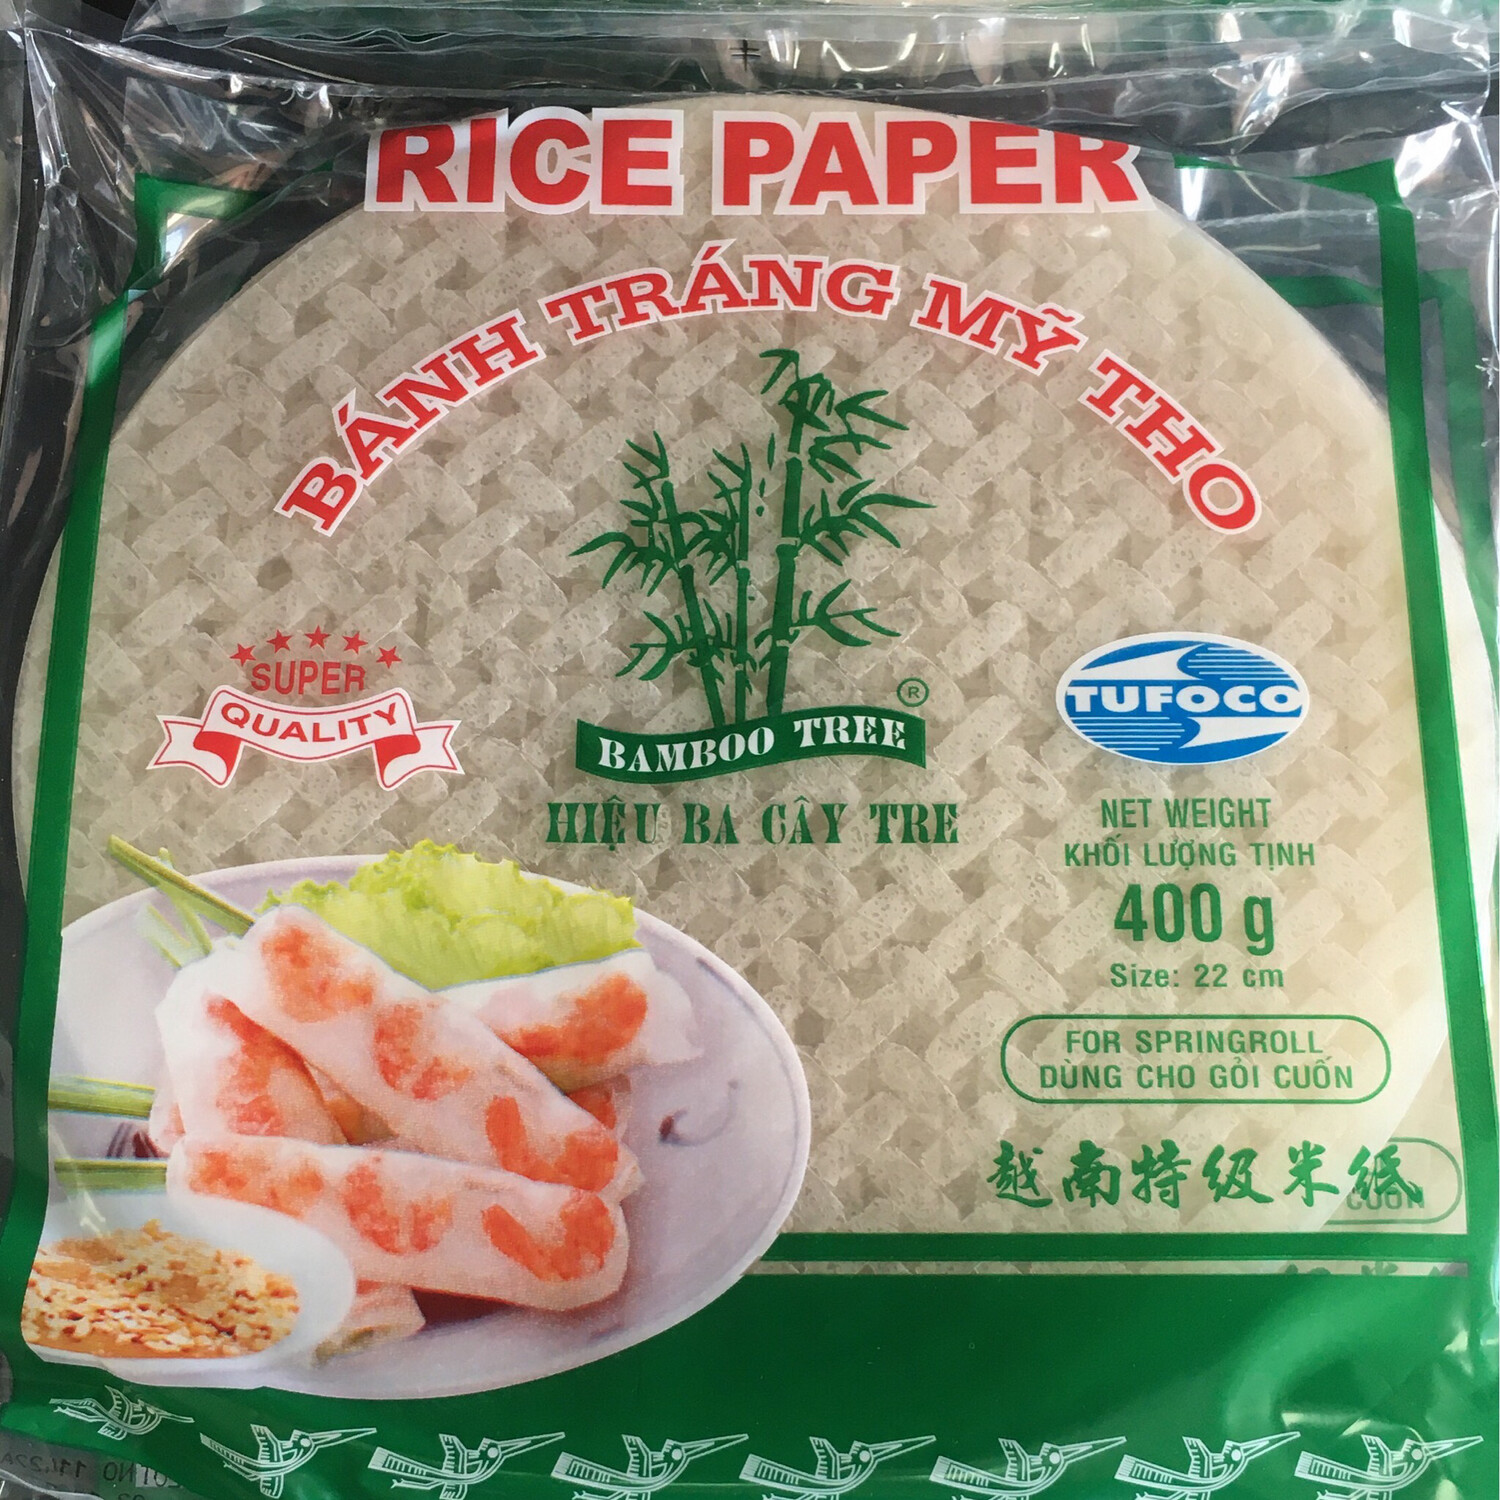 RICE PAPER
BÁNH TRÁNG MỸ THO
SUPER
QUALITY
®
BAMBOO TREE
HIỆU BA CÂY TRE
TUFOCO
NET WEIGHT
KHỐI LƯỢNG TỊNH
400 g
Size: 22 cm
FOR SPRINGROLL
DÙNG CHO GỎI CUỐN
越南特级米纸
CUỐN